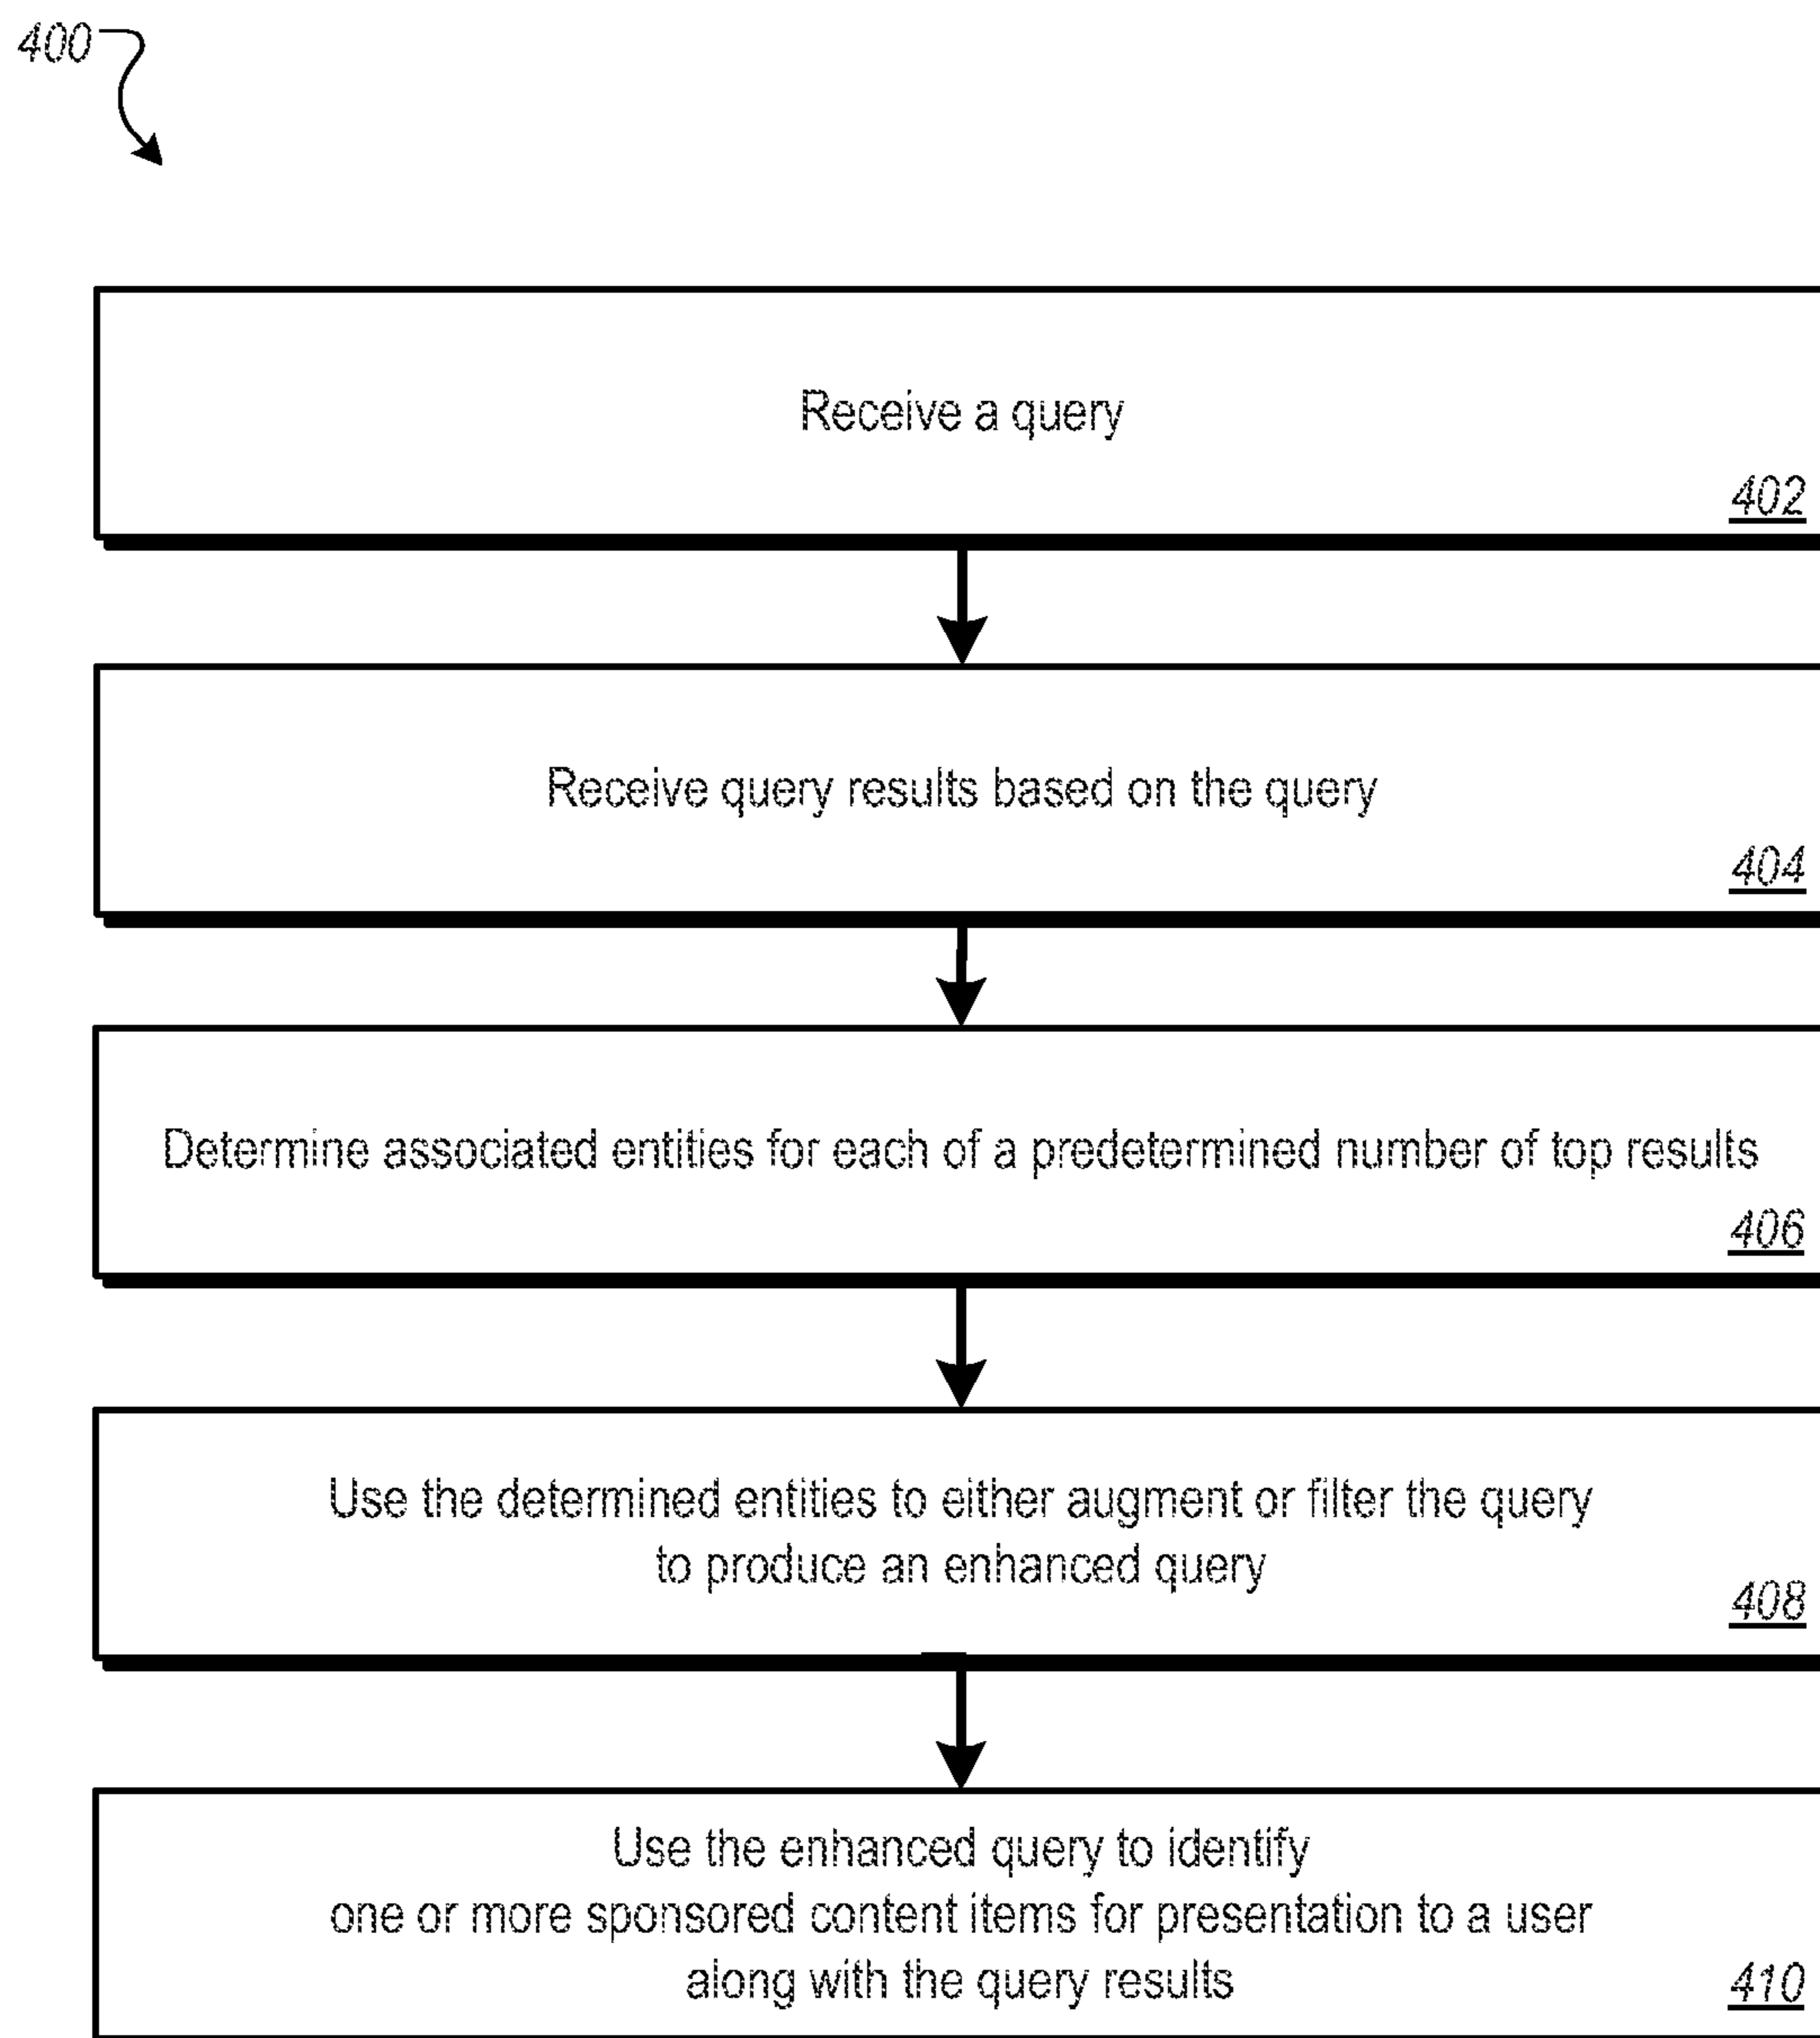 400
Receive a query
402
Receive query results based on the query
404
Determine associated entities for each of a predetermined number of top results
406
Use the determined entities to either augment or filter the query
to produce an enhanced query
408
Use the enhanced query to identify
one or more sponsored content items for presentation to a user
along with the query results
410